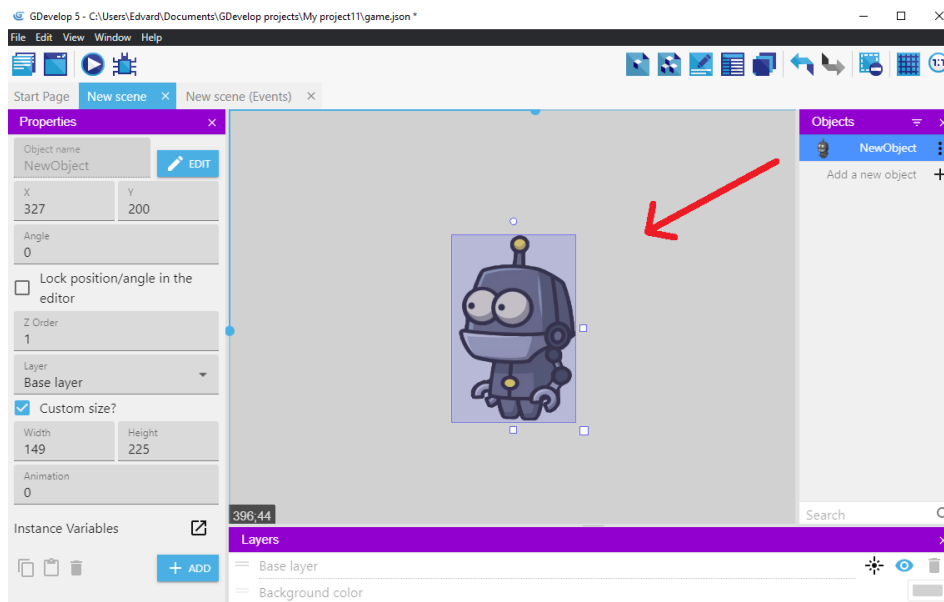 GDevelop 5 - C:\Users\Edvard\Documents\GDevelop projects\My project11\game.json *
File Edit View Window Help
1:1
Start Page New scene × New scene (Events) ×
Properties ×
Object name
NewObject
EDIT
X Y
327 200
Angle
0
Lock position/angle in the
editor
Z Order
1
Layer
Base layer
Custom size?
Width Height
149 225
Animation
0
Instance Variables
+ ADD
396;44
Objects
NewObject
Add a new object +
Search
Layers
Base layer
Background color